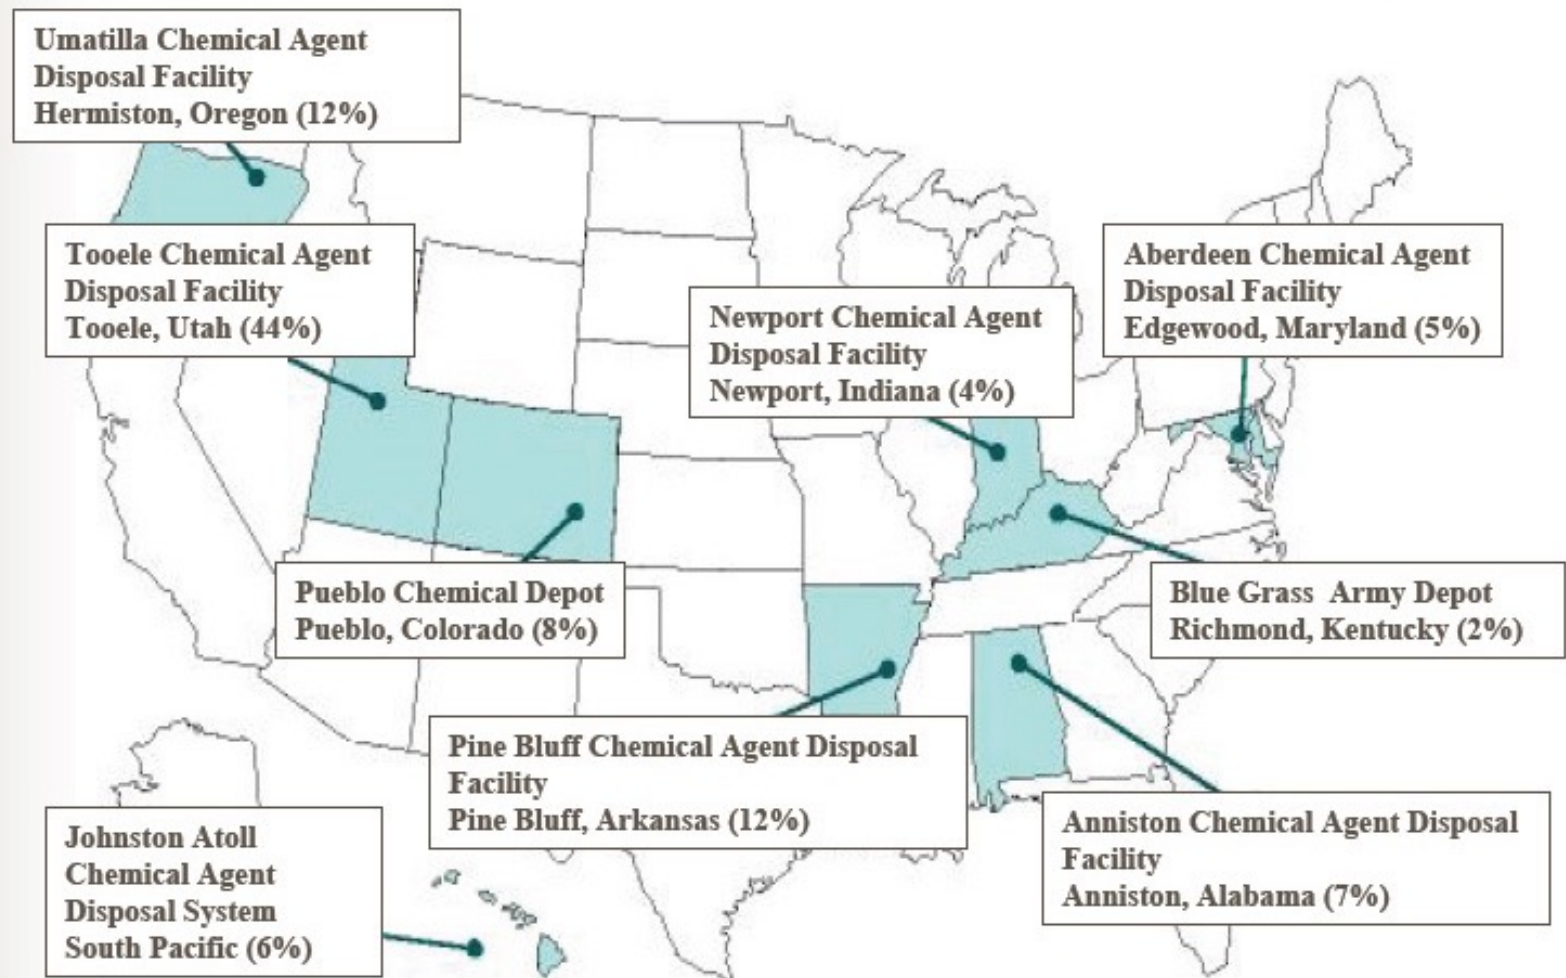 Umatilla Chemical Agent
Disposal Facility
Hermiston, Oregon (12%)
Tooele Chemical Agent
Disposal Facility
Tooele, Utah (44%)
Newport Chemical Agent
Disposal Facility
Newport, Indiana (4%)
Aberdeen Chemical Agent
Disposal Facility
Edgewood, Maryland (5%)
Pueblo Chemical Depot
Pueblo, Colorado (8%)
Blue Grass  Army Depot
Richmond, Kentucky (2%)
Pine Bluff Chemical Agent Disposal
Facility
Pine Bluff, Arkansas (12%)
Anniston Chemical Agent Disposal
Facility
Anniston, Alabama (7%)
Johnston Atoll
Chemical Agent
Disposal System
South Pacific (6%)